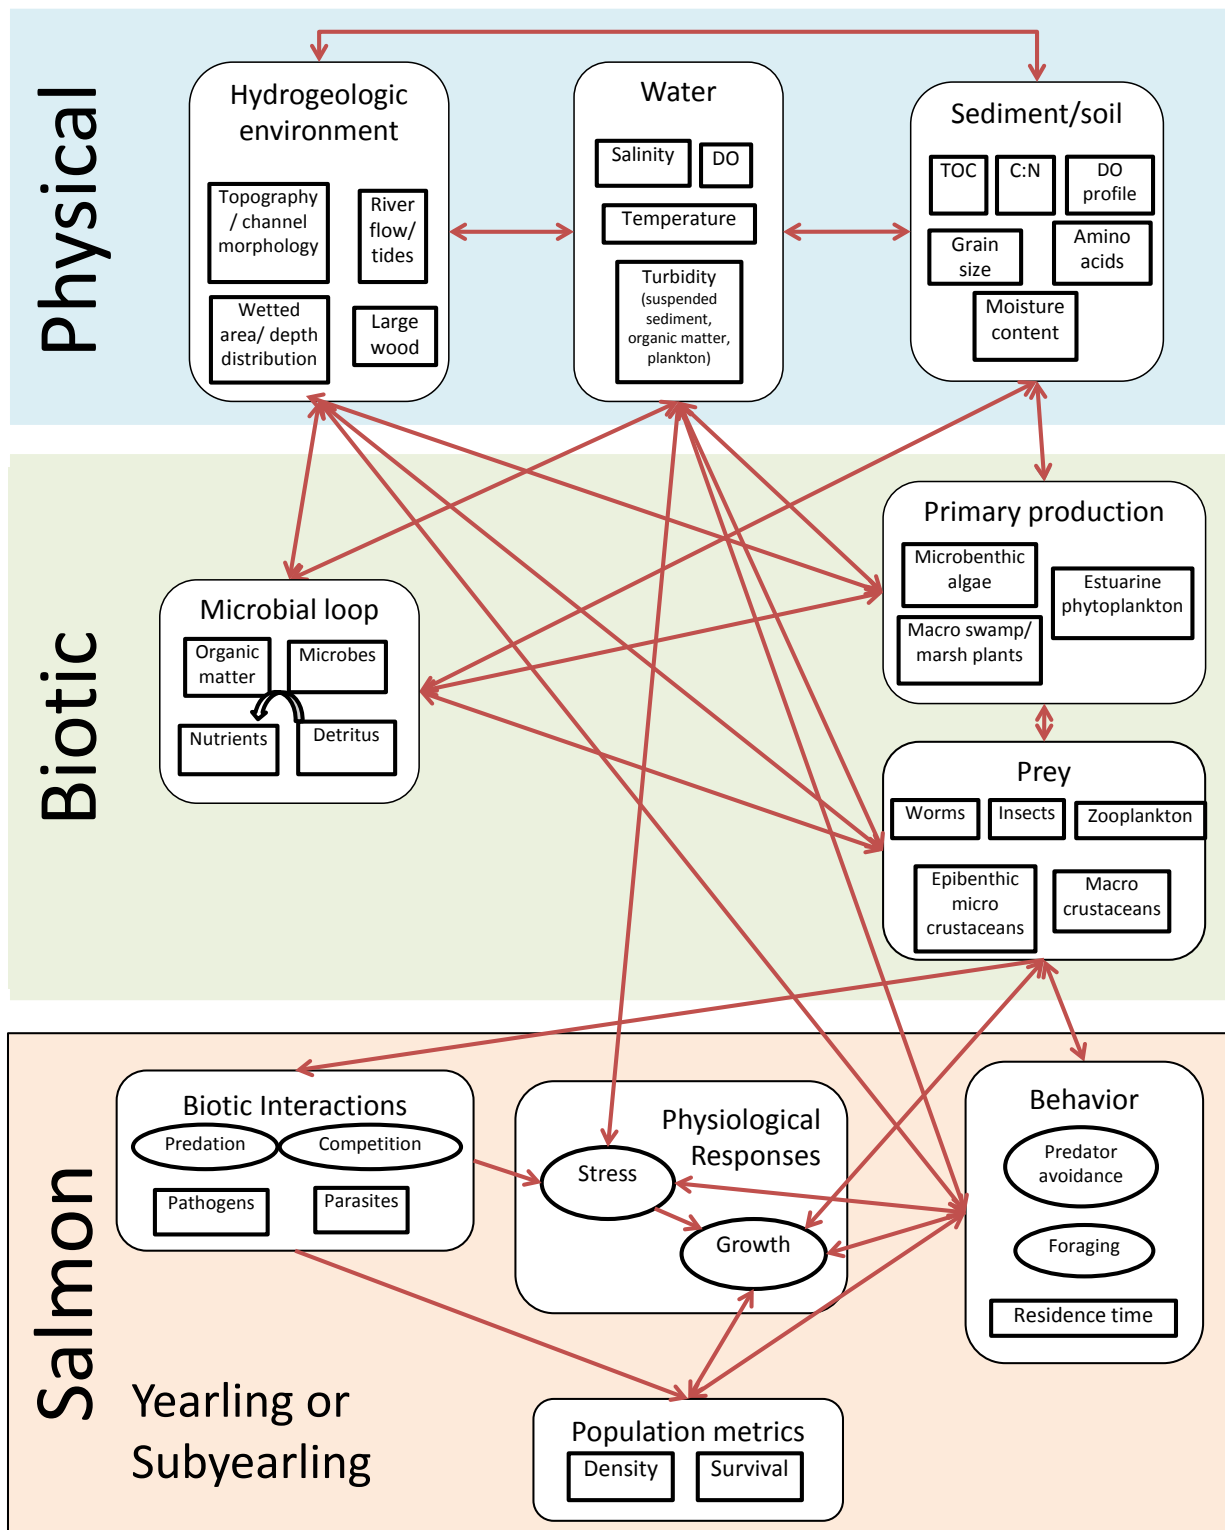 Physical
Hydrogeologic
environment
Topography
/ channel
morphology
River
flow/
tides
Wetted
area/ depth
distribution
Large
wood
Water
Salinity
DO
Temperature
Turbidity
(suspended
sediment,
organic matter,
plankton)
Sediment/soil
TOC
C:N
DO
profile
Grain
size
Amino
acids
Moisture
content
Biotic
Microbial loop
Organic
matter
Microbes
Nutrients
Detritus
Primary production
Microbenthic
algae
Estuarine
phytoplankton
Macro swamp/
marsh plants
Prey
Worms
Insects
Zooplankton
Epibenthic
micro
crustaceans
Macro
crustaceans
Salmon
Biotic Interactions
Predation
Competition
Pathogens
Parasites
Physiological
Responses
Stress
Growth
Behavior
Predator
avoidance
Foraging
Residence time
Yearling or
Subyearling
Population metrics
Density
Survival